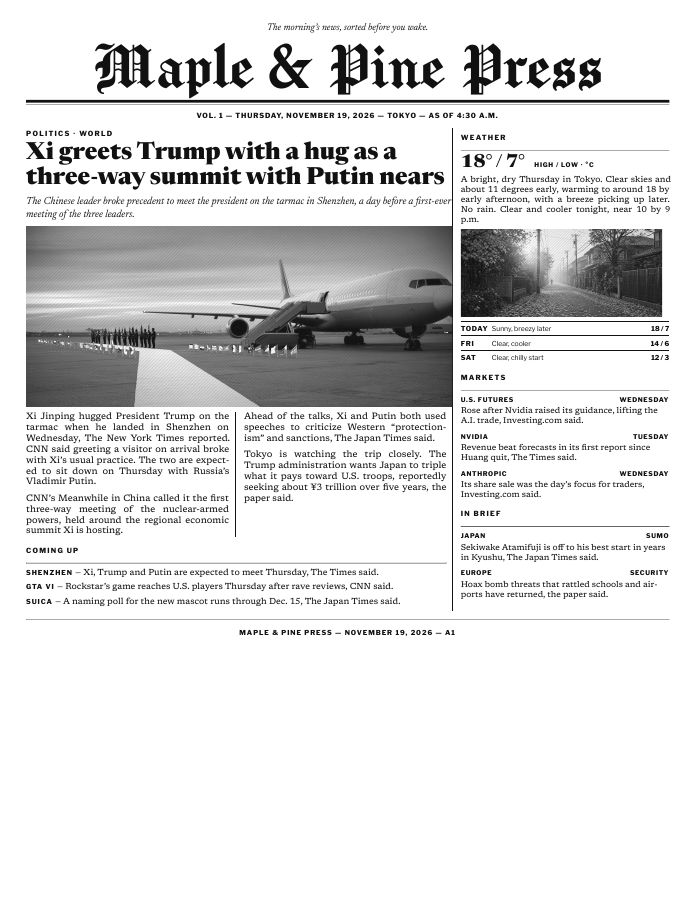 The morning's news, sorted before you wake.
Maple & Pine Press
VOL. 1 — THURSDAY, NOVEMBER 19, 2026 — TOKYO — AS OF 4:30 A.M.
POLITICS · WORLD
Xi greets Trump with a hug as a
three-way summit with Putin nears
The Chinese leader broke precedent to meet the president on the tarmac in Shenzhen, a day before a first-ever
meeting of the three leaders.
Xi Jinping hugged President Trump on the
tarmac when he landed in Shenzhen on
Wednesday, The New York Times reported.
CNN said greeting a visitor on arrival broke
with Xi's usual practice. The two are expect-
ed to sit down on Thursday with Russia's
Vladimir Putin.
CNN's Meanwhile in China called it the first
three-way meeting of the nuclear-armed
powers, held around the regional economic
summit Xi is hosting.
Ahead of the talks, Xi and Putin both used
speeches to criticize Western “protection-
ism” and sanctions, The Japan Times said.
Tokyo is watching the trip closely. The
Trump administration wants Japan to triple
what it pays toward U.S. troops, reportedly
seeking about ¥3 trillion over five years, the
paper said.
COMING UP
SHENZHEN — Xi, Trump and Putin are expected to meet Thursday, The Times said.
GTA VI — Rockstar's game reaches U.S. players Thursday after rave reviews, CNN said.
SUICA — A naming poll for the new mascot runs through Dec. 15, The Japan Times said.
WEATHER
18° / 7° HIGH / LOW · °C
A bright, dry Thursday in Tokyo. Clear skies and
about 11 degrees early, warming to around 18 by
early afternoon, with a breeze picking up later.
No rain. Clear and cooler tonight, near 10 by 9
p.m.
TODAY Sunny, breezy later 18 / 7
FRI Clear, cooler 14 / 6
SAT Clear, chilly start 12 / 3
MARKETS
U.S. FUTURES WEDNESDAY
Rose after Nvidia raised its guidance, lifting the
A.I. trade, Investing.com said.
NVIDIA TUESDAY
Revenue beat forecasts in its first report since
Huang quit, The Times said.
ANTHROPIC WEDNESDAY
Its share sale was the day's focus for traders,
Investing.com said.
IN BRIEF
JAPAN SUMO
Sekiwake Atamifuji is off to his best start in years
in Kyushu, The Japan Times said.
EUROPE SECURITY
Hoax bomb threats that rattled schools and air-
ports have returned, the paper said.
MAPLE & PINE PRESS — NOVEMBER 19, 2026 — A1